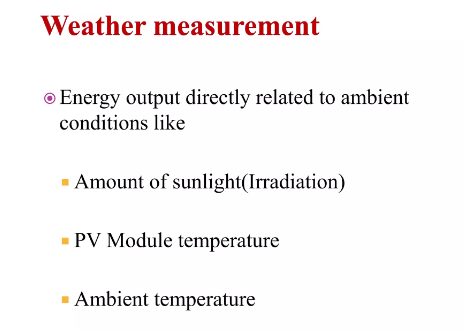 Weather measurement
Energy output directly related to ambient
conditions like
Amount of sunlight(Irradiation)
PV Module temperature
Ambient temperature